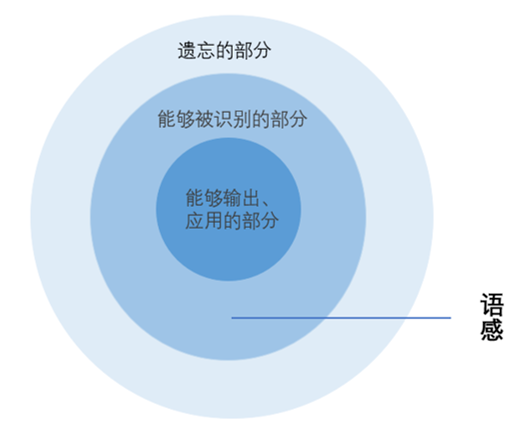 遗忘的部分
能够被识别的部分
能够输出、
应用的部分
语
感